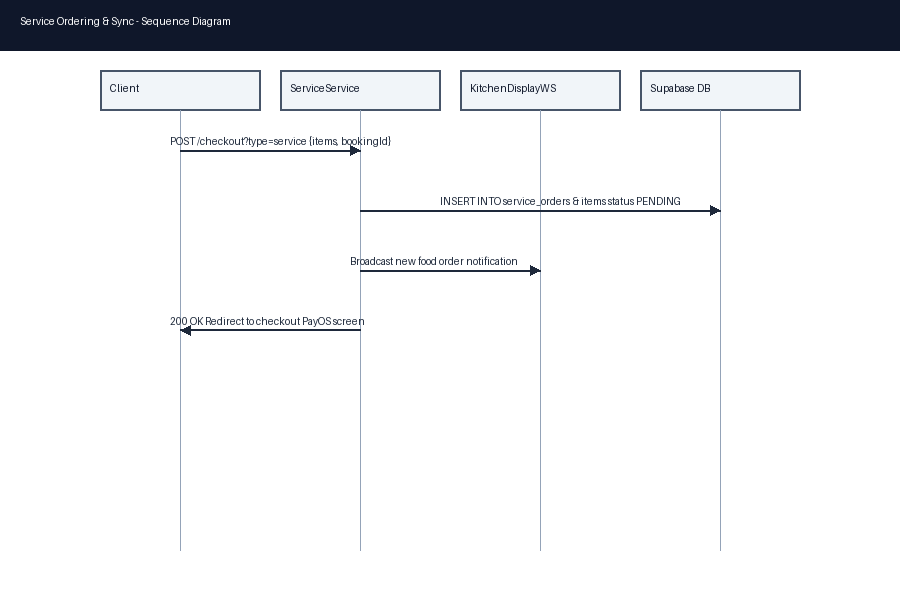 Service Ordering & Sync - Sequence Diagram
Client
ServiceService
KitchenDisplayWS
Supabase DB
POST /checkout?type=service {items, bookingId}
INSERT INTO service_orders & items status PENDING
Broadcast new food order notification
200 OK Redirect to checkout PayOS screen